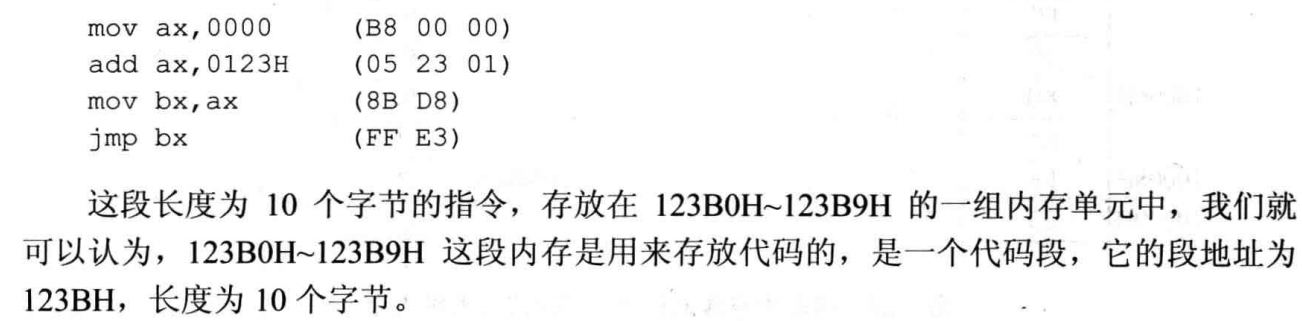 mov ax,0000 (B8 00 00)
add ax,0123H (05 23 01)
mov bx,ax (8B D8)
jmp bx (FF E3)
这段长度为 10 个字节的指令，存放在 123B0H~123B9H 的一组内存单元中，我们就
可以认为，123B0H~123B9H 这段内存是用来存放代码的，是一个代码段，它的段地址为
123BH，长度为 10 个字节。